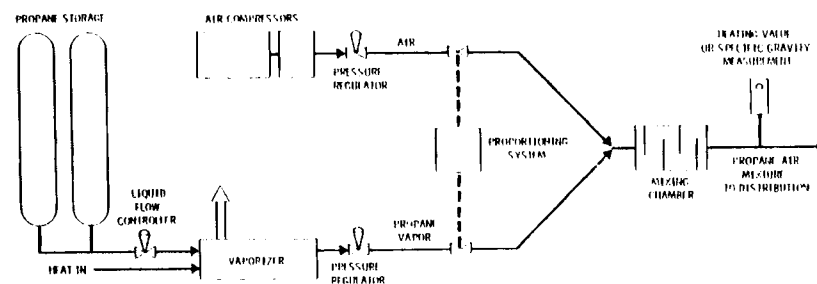 PROPANE STORAGE
AIR COMPRESSORS
HEATING VALUE
OR SPECIFIC GRAVITY
MEASUREMENT
AIR
PRESSURE
REGULATOR
PROPORTIONING
SYSTEM
MIXING
CHAMBER
PROPANE AIR
MIXTURE
TO DISTRIBUTION
LIQUID
FLOW
CONTROLLER
PROPANE
VAPOR
VAPORIZER
HEAT IN
PRESSURE
REGULATOR